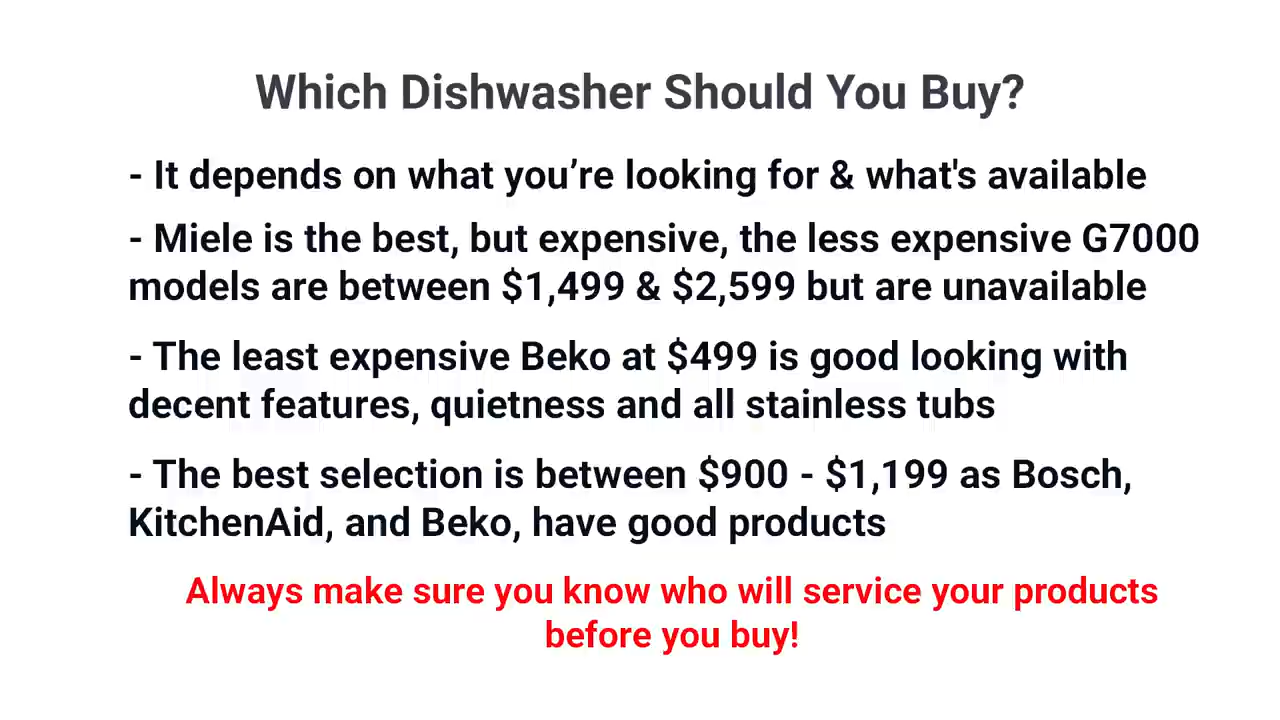 Which Dishwasher Should You Buy?
- It depends on what you’re looking for & what's available
- Miele is the best, but expensive, the less expensive G7000
models are between $1,499 & $2,599 but are unavailable
- The least expensive Beko at $499 is good looking with
decent features, quietness and all stainless tubs
- The best selection is between $900 - $1,199 as Bosch,
KitchenAid, and Beko, have good products
Always make sure you know who will service your products
before you buy!